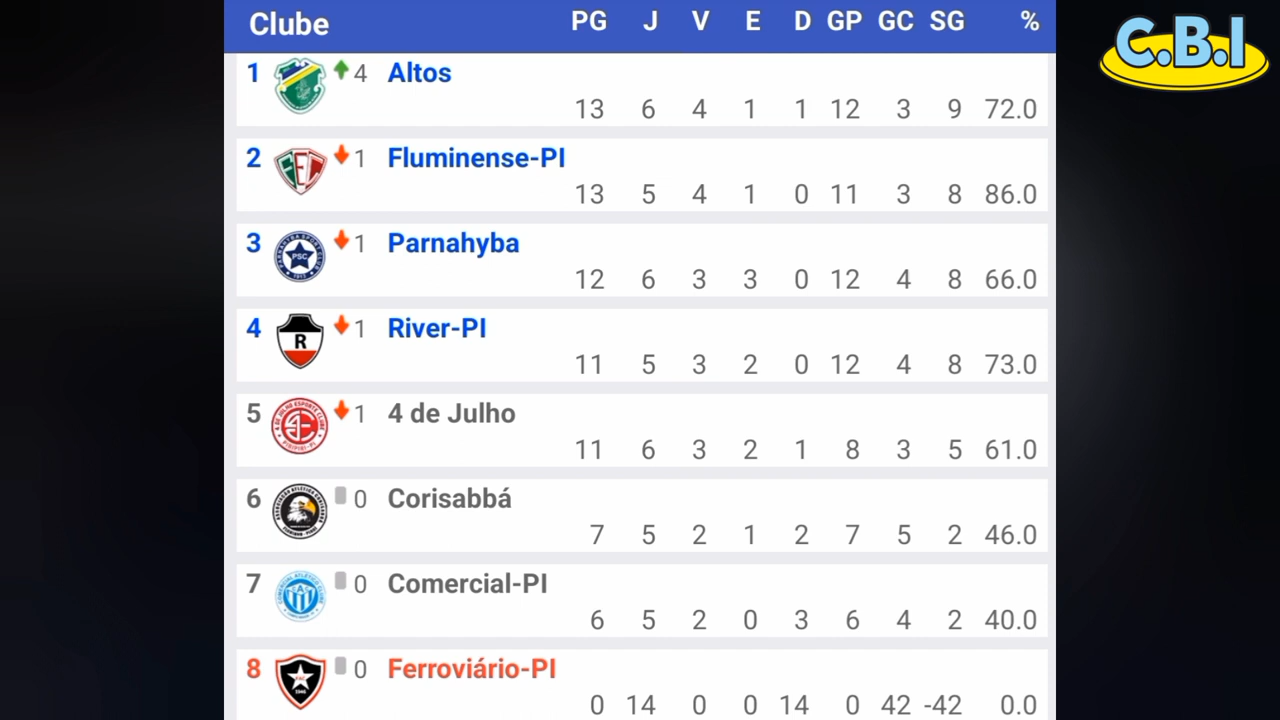 Clube PG J V E D GP GC SG %
C.B.I
1 4 Altos
13 6 4 1 1 12 3 9 72.0
2 1 Fluminense-PI
13 5 4 1 0 11 3 8 86.0
3 1 Parnahyba
PSC
12 6 3 3 0 12 4 8 66.0
4 1 River-PI
R
11 5 3 2 0 12 4 8 73.0
5 1 4 de Julho
11 6 3 2 1 8 3 5 61.0
6 0 Corisabbá
7 5 2 1 2 7 5 2 46.0
7 0 Comercial-PI
6 5 2 0 3 6 4 2 40.0
8 0 Ferroviário-PI
0 14 0 0 14 0 42 -42 0.0